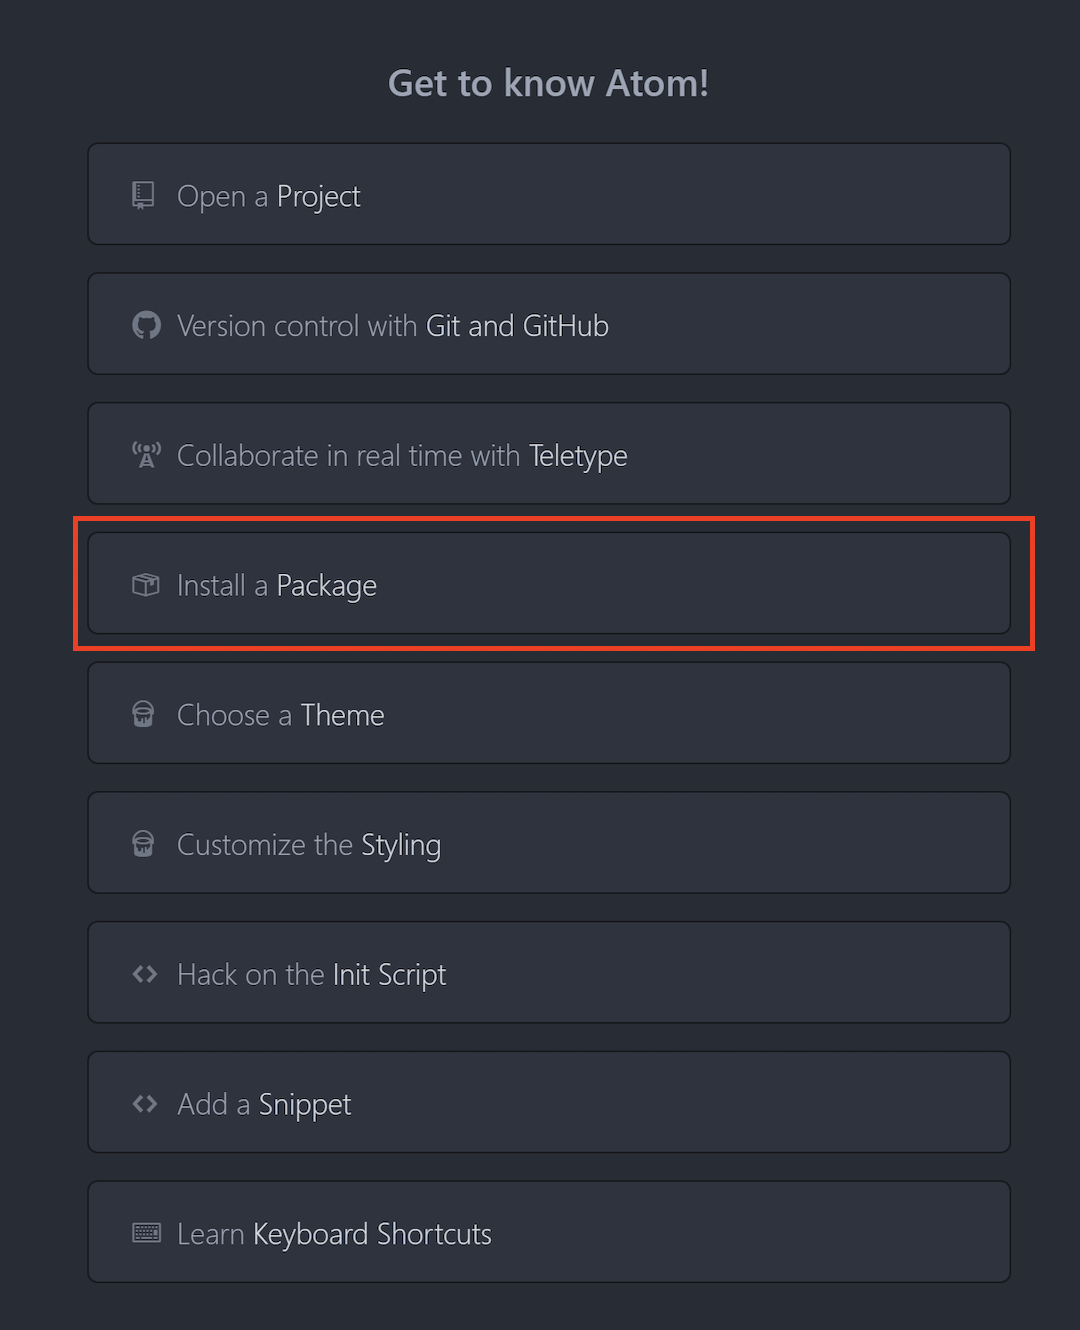 Get to know Atom!
Open a Project
Version control with Git and GitHub
Collaborate in real time with Teletype
Install a Package
Choose a Theme
Customize the Styling
Hack on the Init Script
Add a Snippet
Learn Keyboard Shortcuts